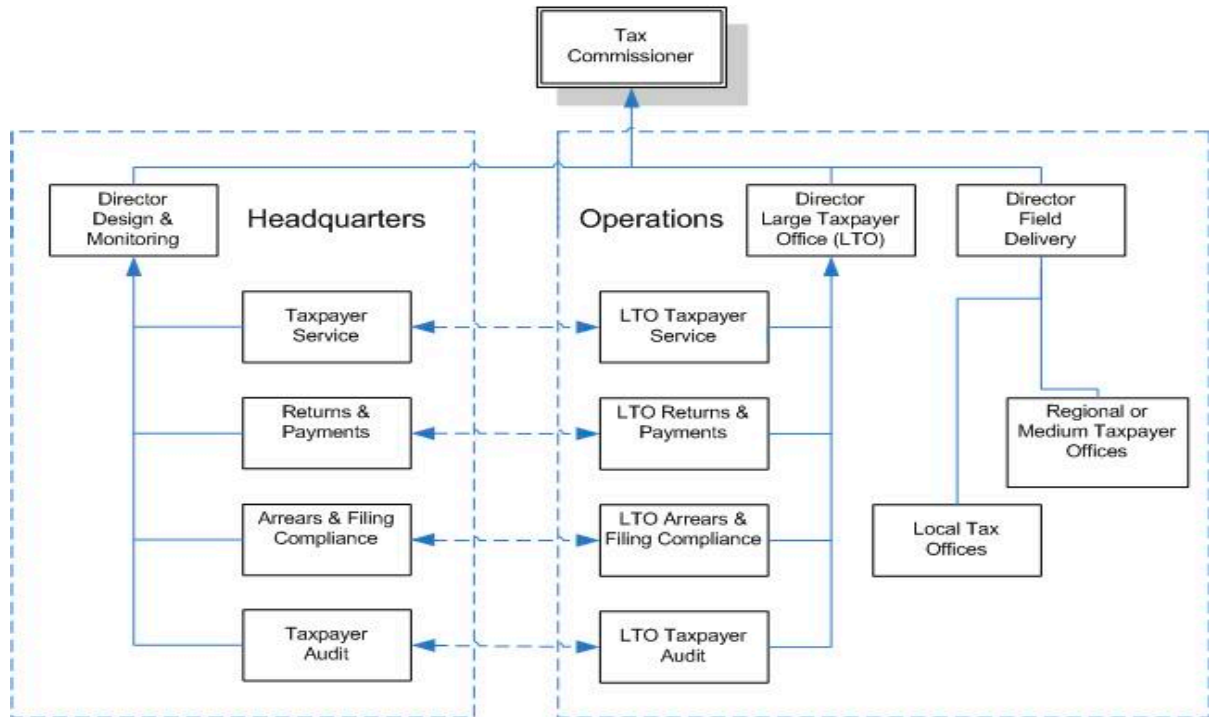 Tax
Commissioner
Director
Design &
Monitoring
Headquarters
Operations
Director
Large Taxpayer
Office (LTO)
Director
Field
Delivery
Taxpayer
Service
LTO Taxpayer
Service
Returns &
Payments
LTO Returns &
Payments
Regional or
Medium Taxpayer
Offices
Arrears & Filing
Compliance
LTO Arrears &
Filing Compliance
Local Tax
Offices
Taxpayer
Audit
LTO Taxpayer
Audit